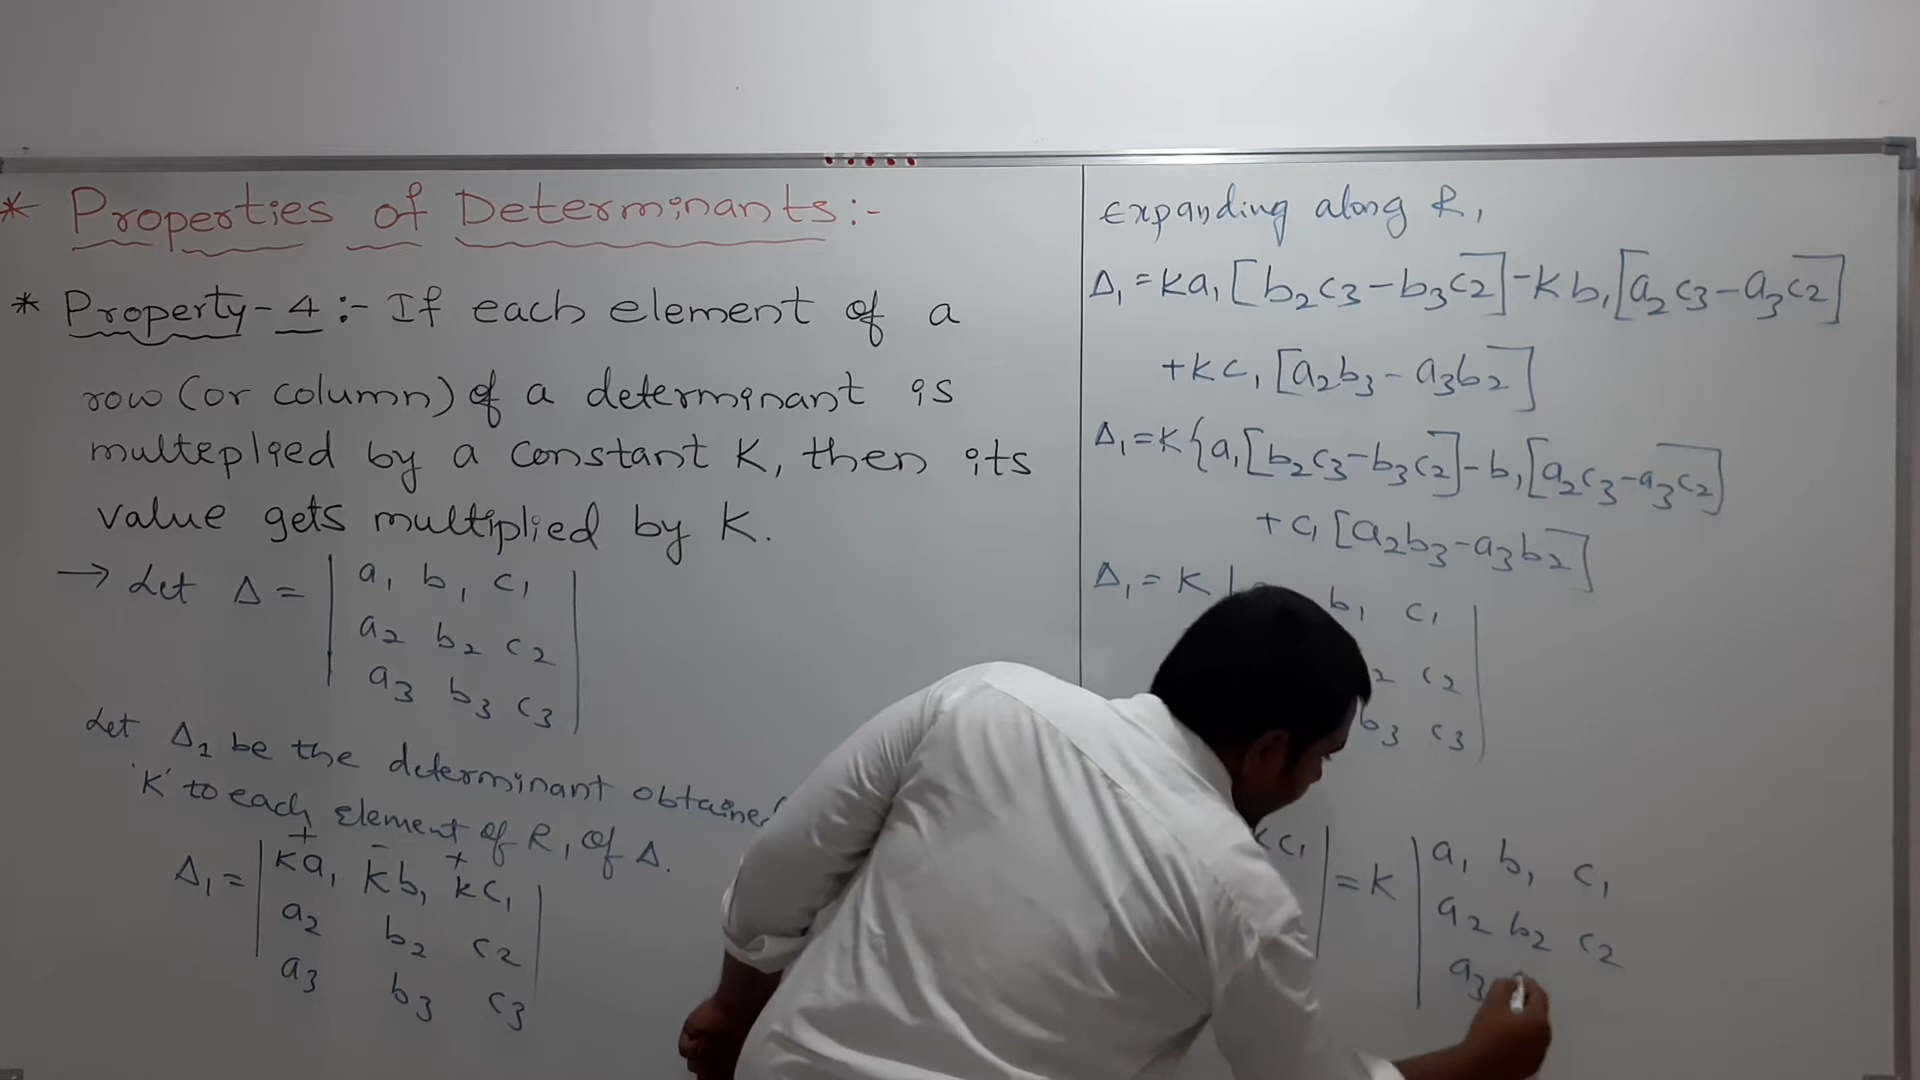 * Properties of Determinants:-
* Property-4:- If each element of a
row (or column) of a determinant is
multeplied by a constant K, then its
value gets multiplied by K.
→ Let Δ = | a₁ b₁ c₁ |
a₂ b₂ c₂
a₃ b₃ c₃
Let Δ₁ be the determinant obtained
'K' to each element of R₁ of Δ.
+ - +
Δ₁ = | ka₁ kb₁ kc₁ |
a₂ b₂ c₂
a₃ b₃ c₃
Expanding along R₁
Δ₁ = Ka₁ [b₂c₃ - b₃c₂] - Kb₁ [a₂c₃ - a₃c₂]
+ KC₁ [a₂b₃ - a₃b₂]
Δ₁ = K { a₁ [b₂c₃ - b₃c₂] - b₁ [a₂c₃ - a₃c₂]
+ c₁ [a₂b₃ - a₃b₂]
Δ₁ = K | b₁ c₁ |
₂ c₂
b₃ c₃
kc₁ | = K | a₁ b₁ c₁
a₂ b₂ c₂
a₃